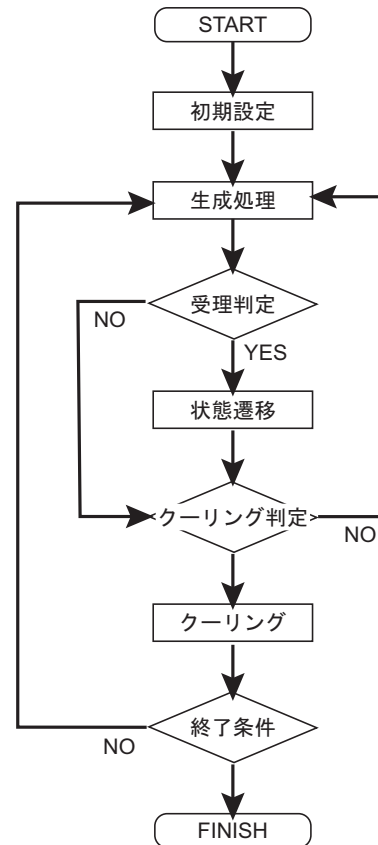 START
初期設定
生成処理
受理判定
NO
YES
状態遷移
クーリング判定
NO
クーリング
終了条件
NO
FINISH